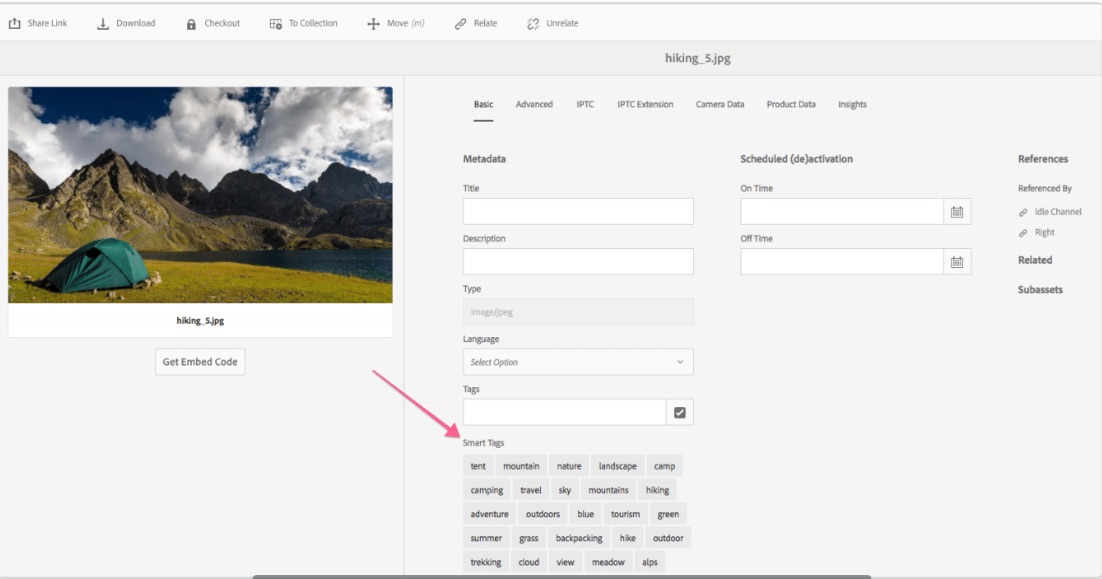 Share Link Download Checkout To Collection Move (m) Relate Unrelate
hiking_5.jpg
hiking_5.jpg
Get Embed Code
Basic Advanced IPTC IPTC Extension Camera Data Product Data Insights
Metadata
Title
Description
Type
image/jpeg
Language
Select Option
Tags
Smart Tags
tent mountain nature landscape camp
camping travel sky mountains hiking
adventure outdoors blue tourism green
summer grass backpacking hike outdoor
trekking cloud view meadow alps
Scheduled (de)activation
On Time
Off Time
References
Referenced By
Idle Channel
Right
Related
Subassets